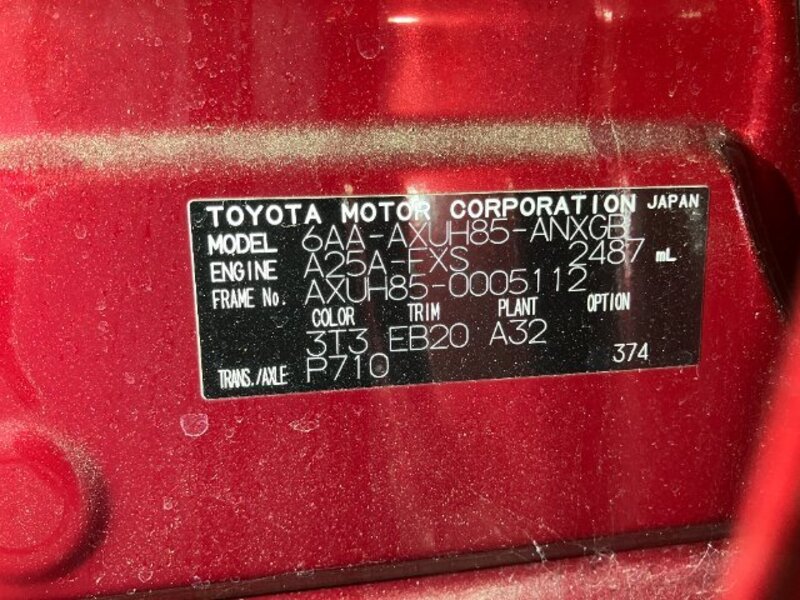 TOYOTA MOTOR CORPORATION JAPAN
MODEL 6AA-AXUH85-ANXGB
ENGINE A25A-FXS 2487 mL
FRAME No. AXUH85-0005112
COLOR TRIM PLANT OPTION
3T3 EB20 A32
TRANS./AXLE P710 374